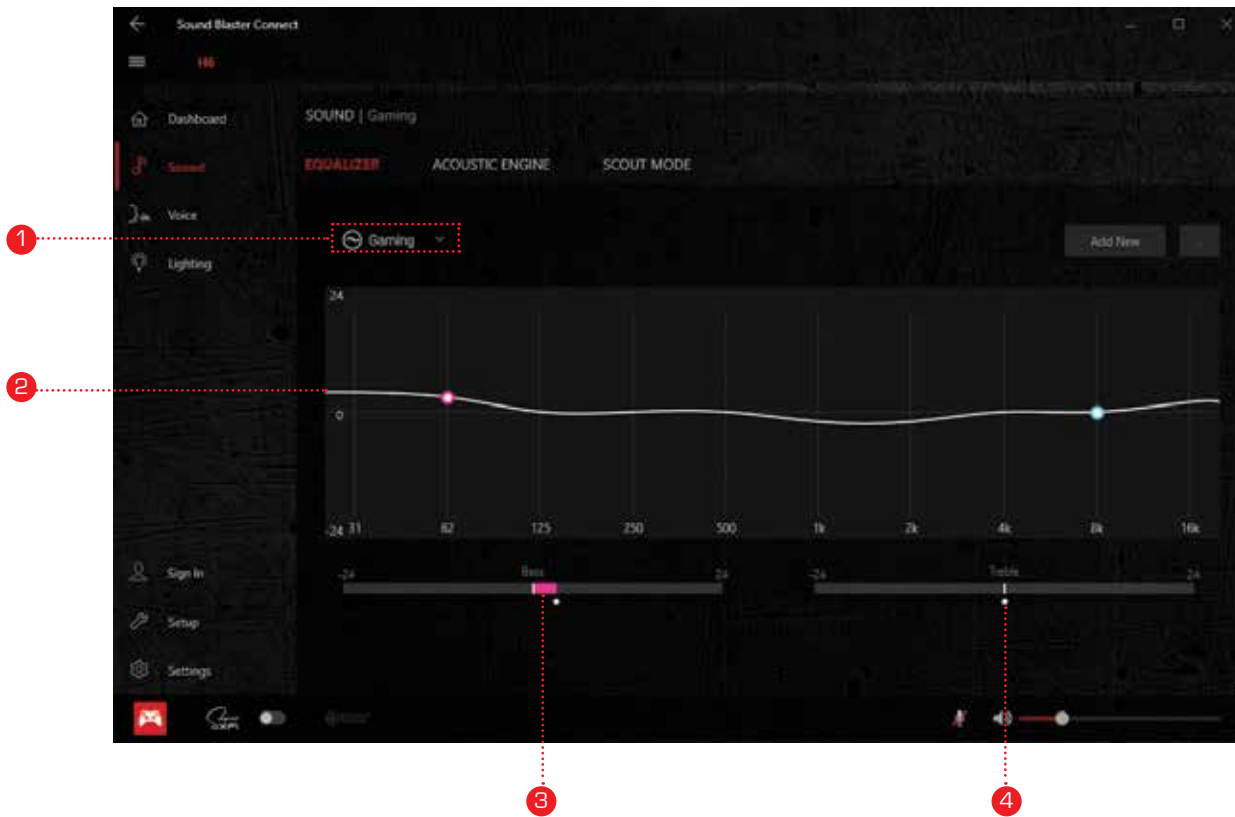 Sound Blaster Connect
H6
Dashboard
SOUND | Gaming
Sound
EQUALIZER ACOUSTIC ENGINE SCOUT MODE
Voice
1
Gaming
Add New
Lighting
24
2
0
-24 31 62 125 250 500 1k 2k 4k 8k 16k
Sign In
-24 Bass 24 -24 Treble 24
Setup
Settings
SXFI
3 4